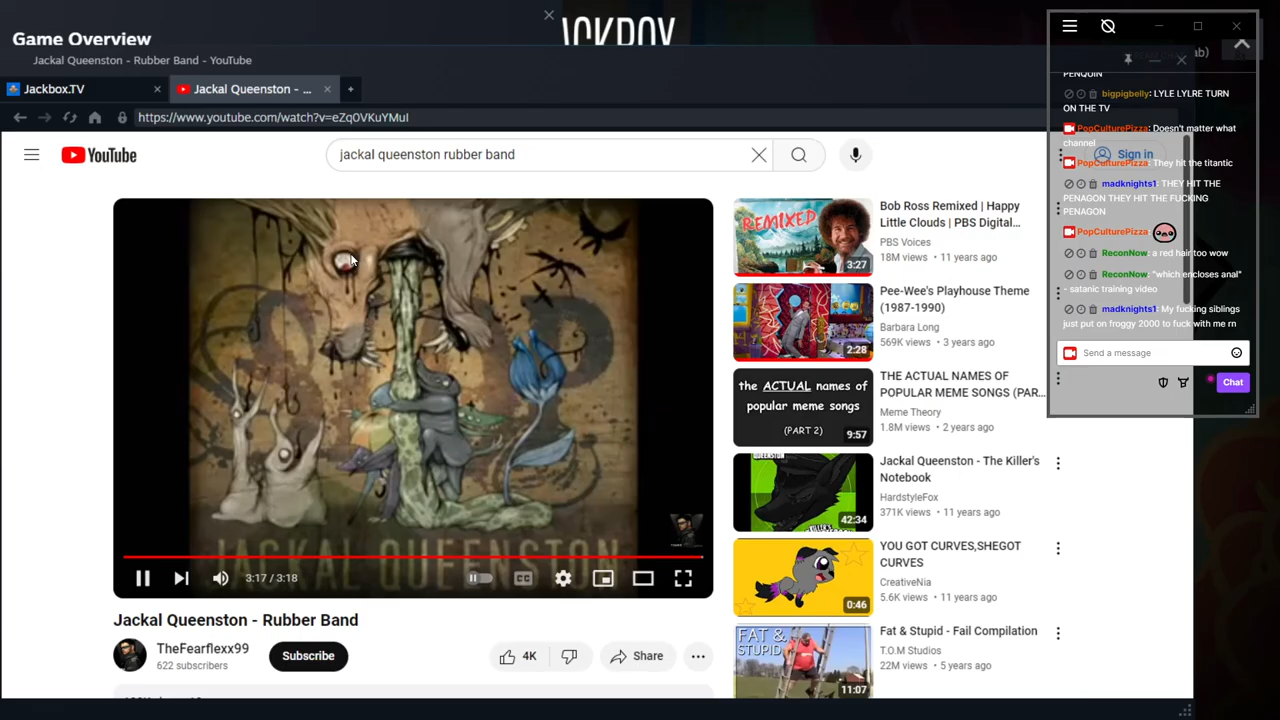 Game Overview
Jackal Queenston - Rubber Band - YouTube
Jackbox.TV
Jackal Queenston - ...
https://www.youtube.com/watch?v=eZq0VKuYMuI
YouTube
jackal queenston rubber band
Sign in
JACKAL QUEENSTON
3:17 / 3:18
CC
Jackal Queenston - Rubber Band
TheFearflexx99
622 subscribers
Subscribe
4K
Share
REMIXED
3:27
Bob Ross Remixed | Happy
Little Clouds | PBS Digital...
PBS Voices
18M views • 11 years ago
2:28
Pee-Wee's Playhouse Theme
(1987-1990)
Barbara Long
569K views • 3 years ago
the ACTUAL names of
popular meme songs
(PART 2)
9:57
THE ACTUAL NAMES OF
POPULAR MEME SONGS (PAR...
Meme Theory
1.8M views • 2 years ago
42:34
Jackal Queenston - The Killer's
Notebook
HardstyleFox
371K views • 11 years ago
0:46
YOU GOT CURVES,SHEGOT
CURVES
CreativeNia
5.6K views • 11 years ago
FAT &
STUPID
11:07
Fat & Stupid - Fail Compilation
T.O.M Studios
22M views • 5 years ago
PENQUIN
bigpigbelly: LYLE LYLRE TURN
ON THE TV
PopCulturePizza: Doesn't matter what
channel
PopCulturePizza: They hit the titantic
madknights1: THEY HIT THE
PENAGON THEY HIT THE FUCKING
PENAGON
PopCulturePizza:
ReconNow: a red hair too wow
ReconNow: "which encloses anal"
- satanic training video
madknights1: My fucking siblings
just put on froggy 2000 to fuck with me rn
Send a message
Chat